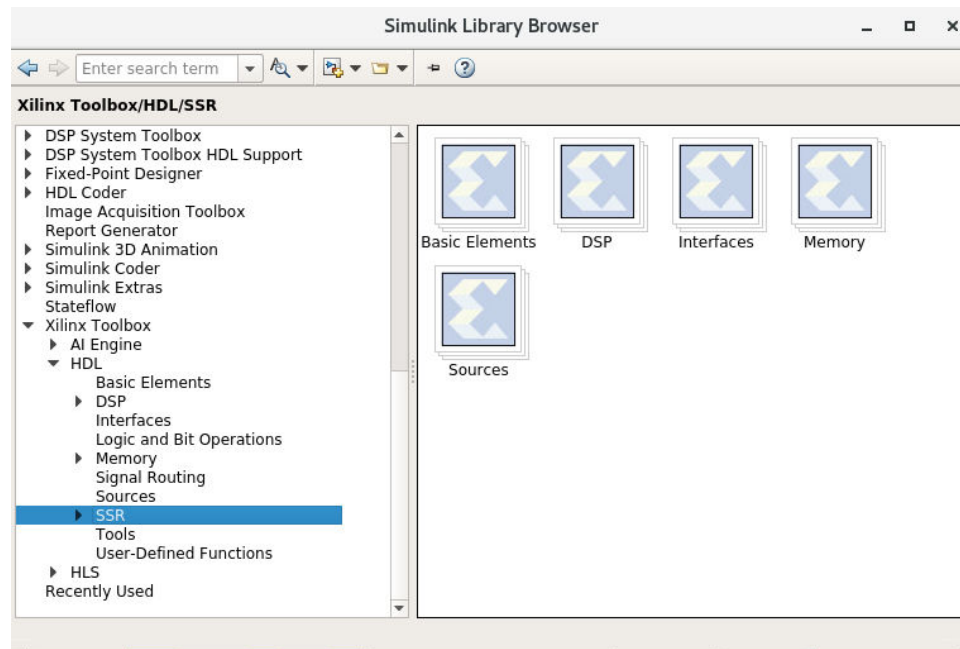 Simulink Library Browser
Enter search term
Xilinx Toolbox/HDL/SSR
DSP System Toolbox
DSP System Toolbox HDL Support
Fixed-Point Designer
HDL Coder
Image Acquisition Toolbox
Report Generator
Simulink 3D Animation
Simulink Coder
Simulink Extras
Stateflow
Xilinx Toolbox
AI Engine
HDL
Basic Elements
DSP
Interfaces
Logic and Bit Operations
Memory
Signal Routing
Sources
SSR
Tools
User-Defined Functions
HLS
Recently Used
Basic Elements DSP Interfaces Memory
Sources